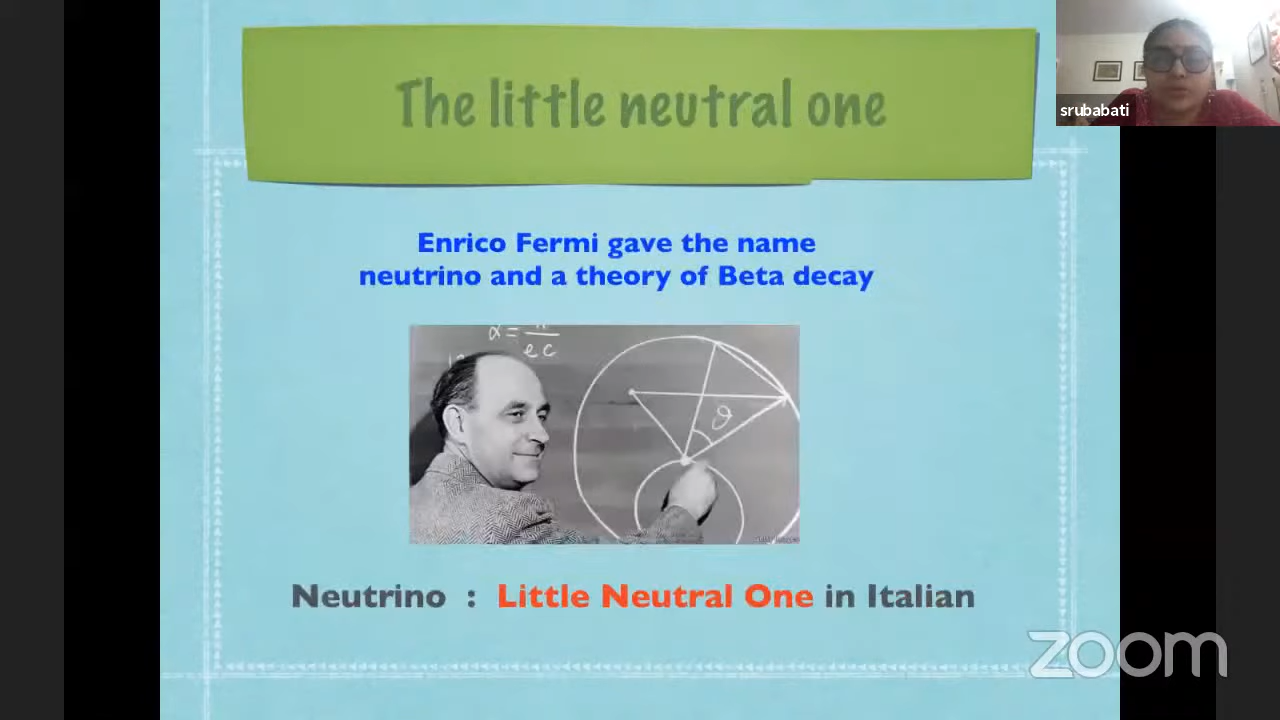 The little neutral one
srubabati
Enrico Fermi gave the name
neutrino and a theory of Beta decay
α =
e c
ϑ
Neutrino : Little Neutral One in Italian
zoom